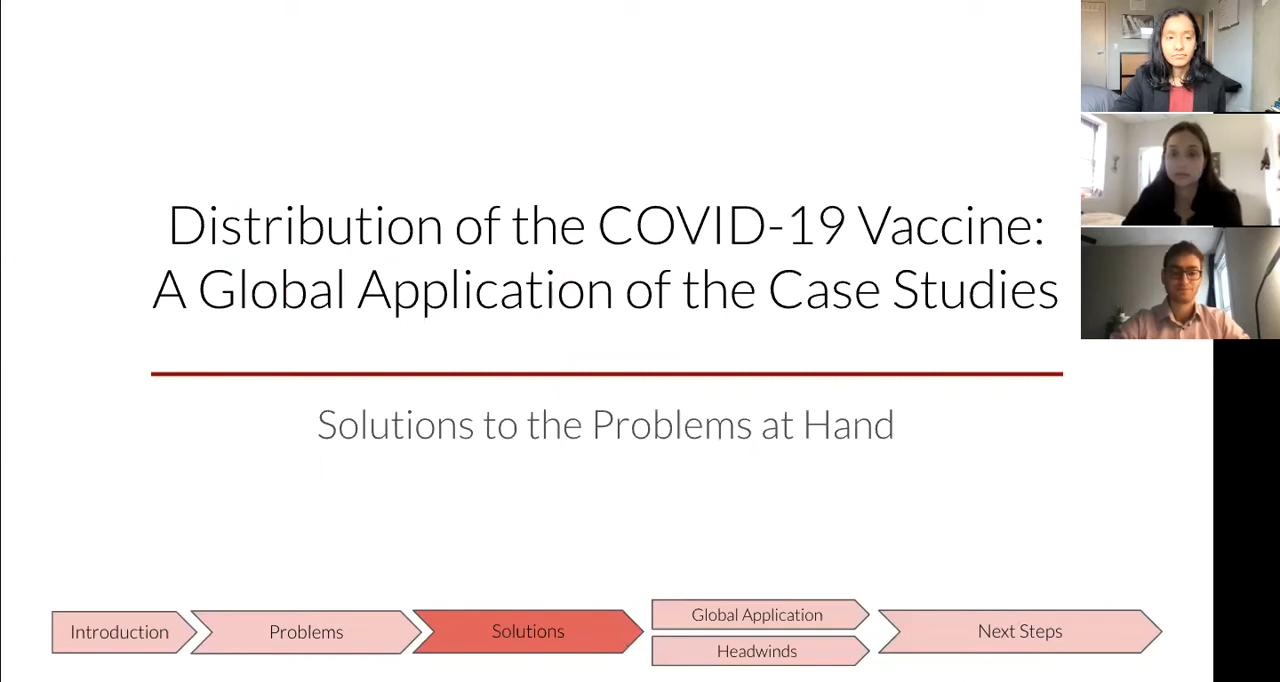 Distribution of the COVID-19 Vaccine:
A Global Application of the Case Studies
Solutions to the Problems at Hand
Introduction
Problems
Solutions
Global Application
Headwinds
Next Steps